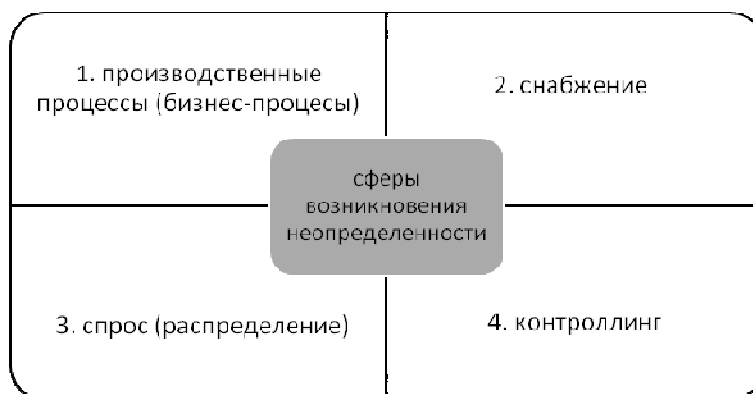 1. производственные
процессы (бизнес-процесы)
2. снабжение
сферы
возникновения
неопределенности
3. спрос (распределение)
4. контроллинг